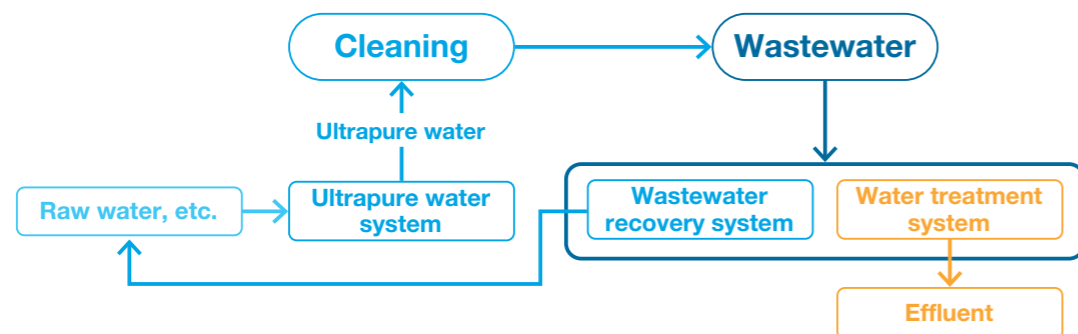 Cleaning
Wastewater
Ultrapure water
Raw water, etc.
Ultrapure water
system
Wastewater
recovery system
Water treatment
system
Effluent